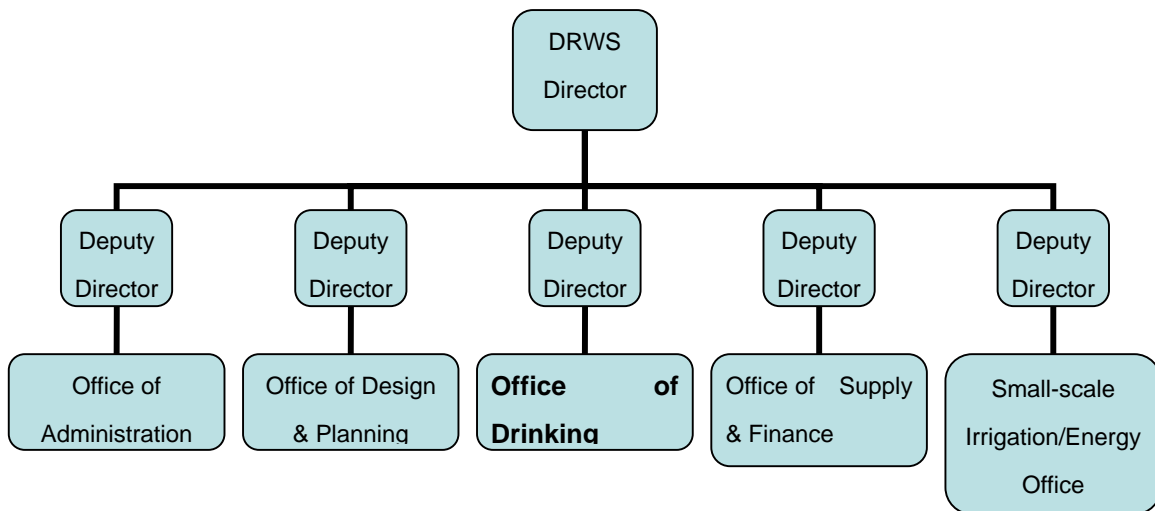 DRWS
Director
Deputy
Director
Deputy
Director
Deputy
Director
Deputy
Director
Deputy
Director
Office of
Administration
Office of Design
& Planning
Office of
Drinking
Office of Supply
& Finance
Small-scale
Irrigation/Energy
Office